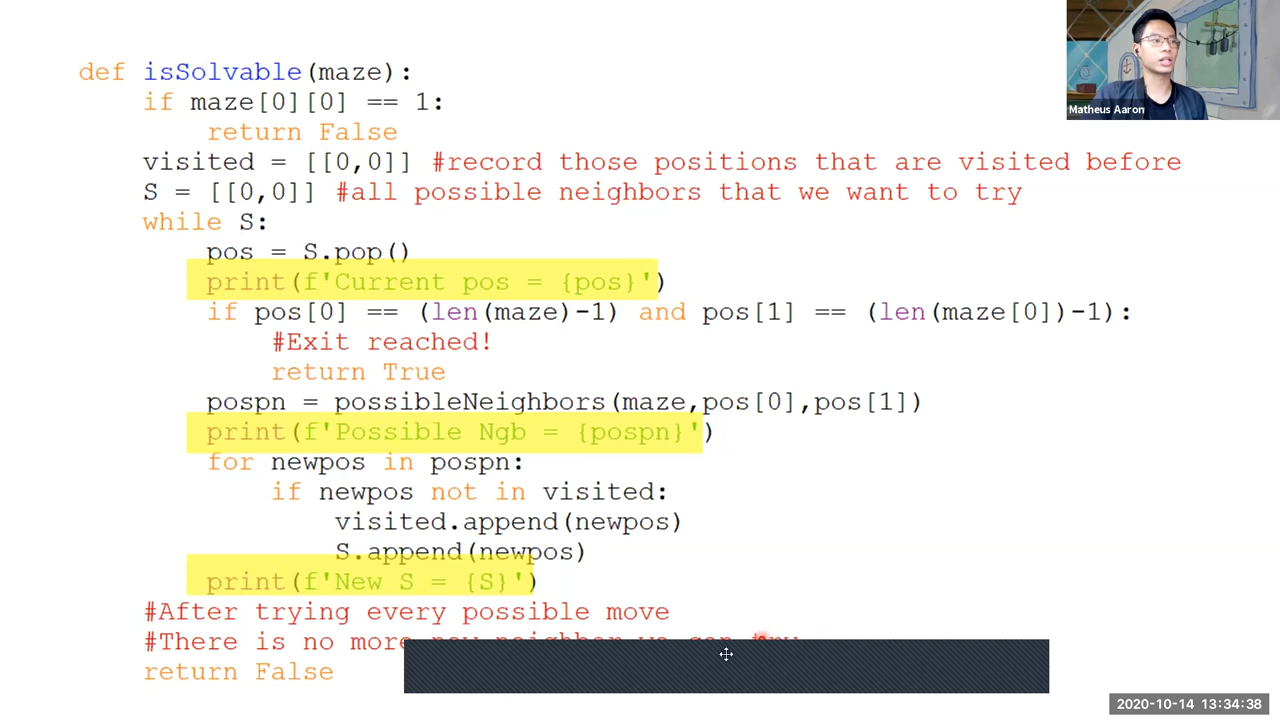 def isSolvable(maze):
if maze[0][0] == 1:
return False
visited = [[0,0]] #record those positions that are visited before
S = [[0,0]] #all possible neighbors that we want to try
while S:
pos = S.pop()
print(f'Current pos = {pos}')
if pos[0] == (len(maze)-1) and pos[1] == (len(maze[0])-1):
#Exit reached!
return True
pospn = possibleNeighbors(maze,pos[0],pos[1])
print(f'Possible Ngb = {pospn}')
for newpos in pospn:
if newpos not in visited:
visited.append(newpos)
S.append(newpos)
print(f'New S = {S}')
#After trying every possible move
#There is no more new neighbor we can try
return False
Matheus Aaron
2020-10-14 13:34:38